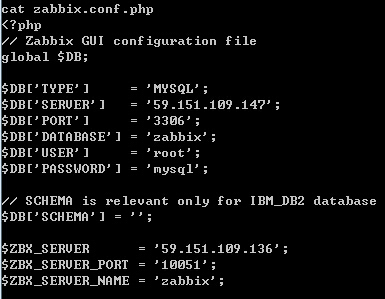 cat zabbix.conf.php
<?php
// Zabbix GUI configuration file
global $DB;
$DB['TYPE']     = 'MYSQL';
$DB['SERVER']   = '59.151.109.147';
$DB['PORT']     = '3306';
$DB['DATABASE'] = 'zabbix';
$DB['USER']     = 'root';
$DB['PASSWORD'] = 'mysql';
// SCHEMA is relevant only for IBM_DB2 database
$DB['SCHEMA'] = '';
$ZBX_SERVER      = '59.151.109.136';
$ZBX_SERVER_PORT = '10051';
$ZBX_SERVER_NAME = 'zabbix';